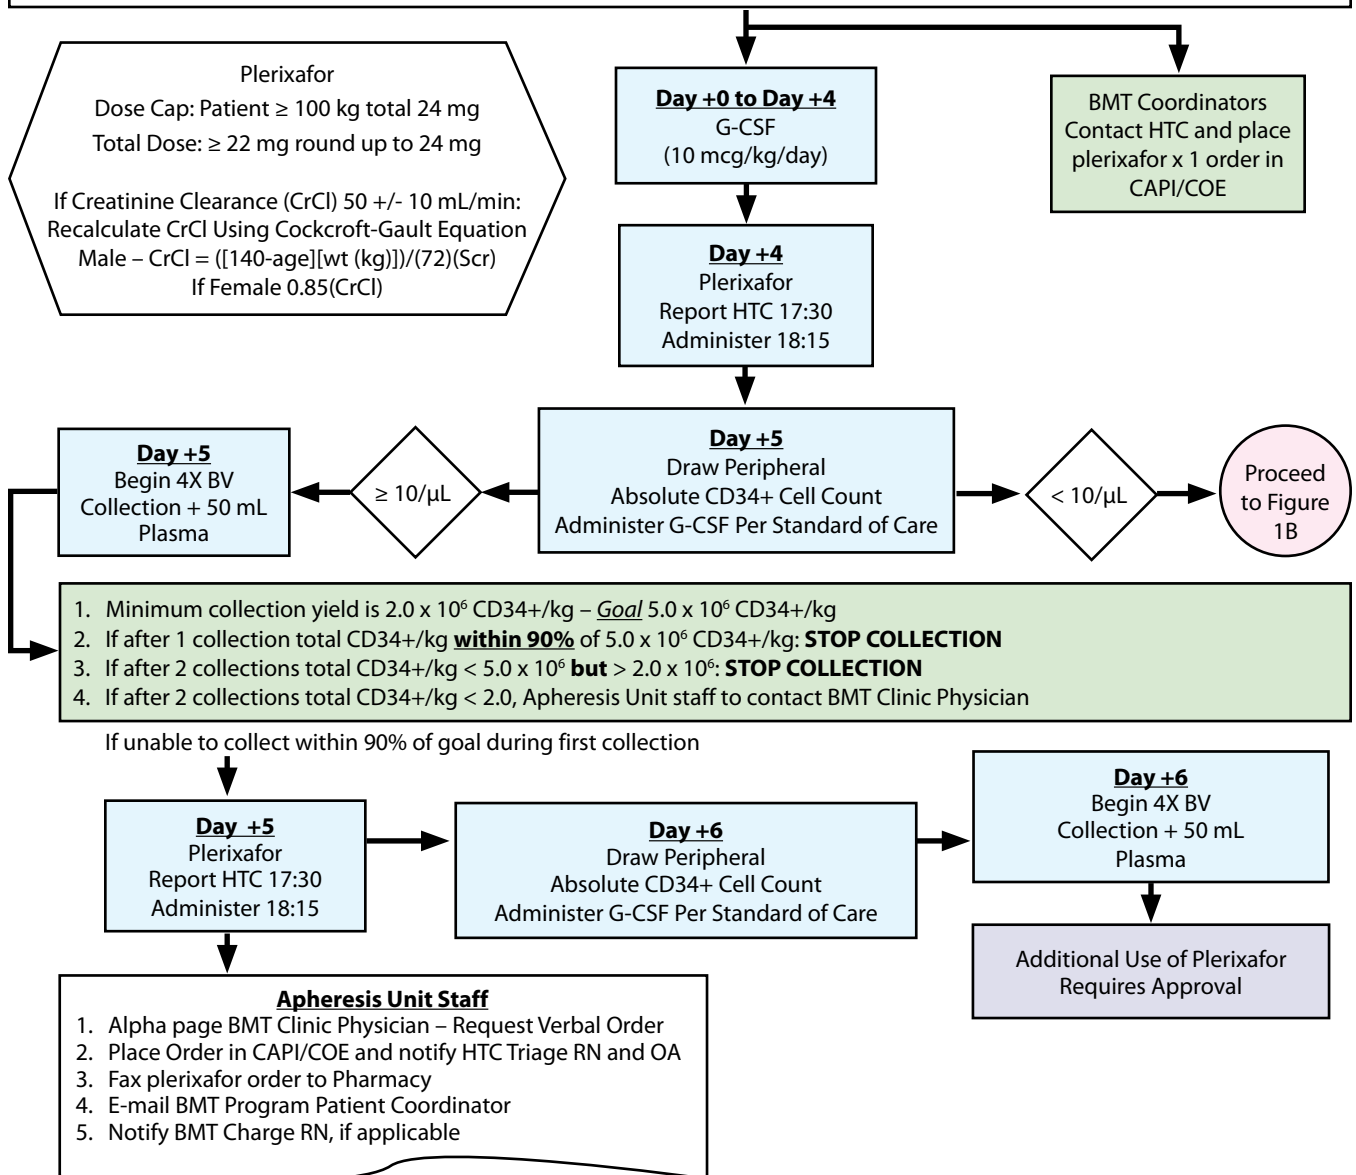 Plerixafor
Dose Cap: Patient ≥ 100 kg total 24 mg
Total Dose: ≥ 22 mg round up to 24 mg
If Creatinine Clearance (CrCl) 50 +/- 10 mL/min:
Recalculate CrCl Using Cockcroft-Gault Equation
Male – CrCl = ([140-age][wt (kg)])/(72)(Scr)
If Female 0.85(CrCl)
Day +0 to Day +4
G-CSF
(10 mcg/kg/day)
BMT Coordinators
Contact HTC and place
plerixafor x 1 order in
CAPI/COE
Day +4
Plerixafor
Report HTC 17:30
Administer 18:15
Day +5
Begin 4X BV
Collection + 50 mL
Plasma
≥ 10/µL
Day +5
Draw Peripheral
Absolute CD34+ Cell Count
Administer G-CSF Per Standard of Care
< 10/µL
Proceed
to Figure
1B
1. Minimum collection yield is 2.0 x 10⁶ CD34+/kg – Goal 5.0 x 10⁶ CD34+/kg
2. If after 1 collection total CD34+/kg within 90% of 5.0 x 10⁶ CD34+/kg: STOP COLLECTION
3. If after 2 collections total CD34+/kg < 5.0 x 10⁶ but > 2.0 x 10⁶: STOP COLLECTION
4. If after 2 collections total CD34+/kg < 2.0, Apheresis Unit staff to contact BMT Clinic Physician
If unable to collect within 90% of goal during first collection
Day +5
Plerixafor
Report HTC 17:30
Administer 18:15
Day +6
Draw Peripheral
Absolute CD34+ Cell Count
Administer G-CSF Per Standard of Care
Day +6
Begin 4X BV
Collection + 50 mL
Plasma
Additional Use of Plerixafor
Requires Approval
Apheresis Unit Staff
1. Alpha page BMT Clinic Physician – Request Verbal Order
2. Place Order in CAPI/COE and notify HTC Triage RN and OA
3. Fax plerixafor order to Pharmacy
4. E-mail BMT Program Patient Coordinator
5. Notify BMT Charge RN, if applicable